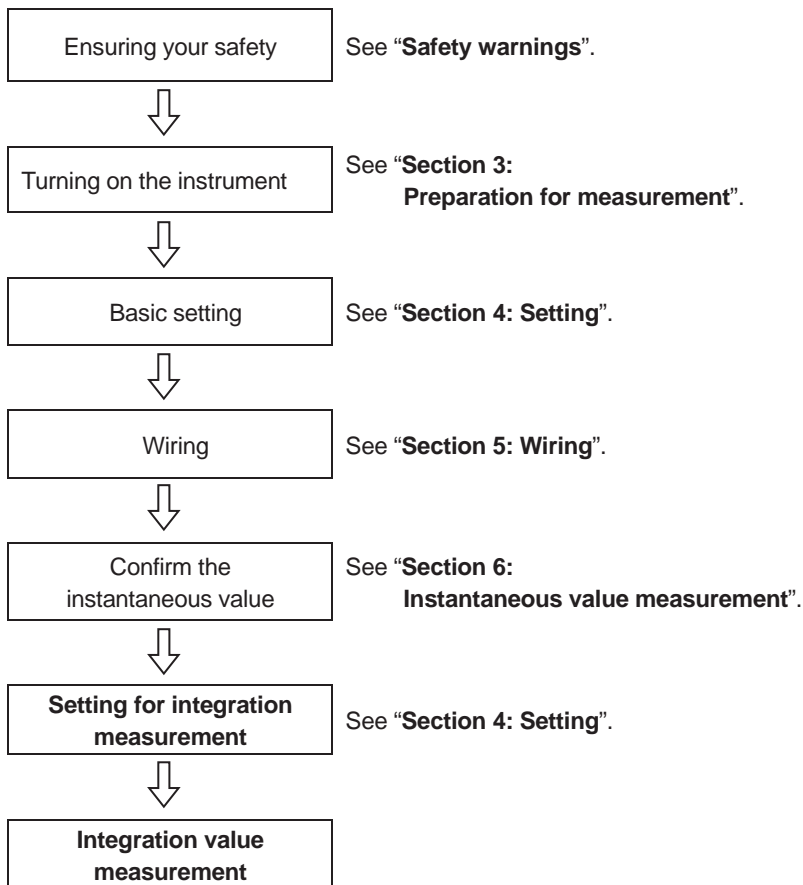 Ensuring your safety
See “Safety warnings”.
Turning on the instrument
See “Section 3:
Preparation for measurement”.
Basic setting
See “Section 4: Setting”.
Wiring
See “Section 5: Wiring”.
Confirm the
instantaneous value
See “Section 6:
Instantaneous value measurement”.
Setting for integration
measurement
See “Section 4: Setting”.
Integration value
measurement